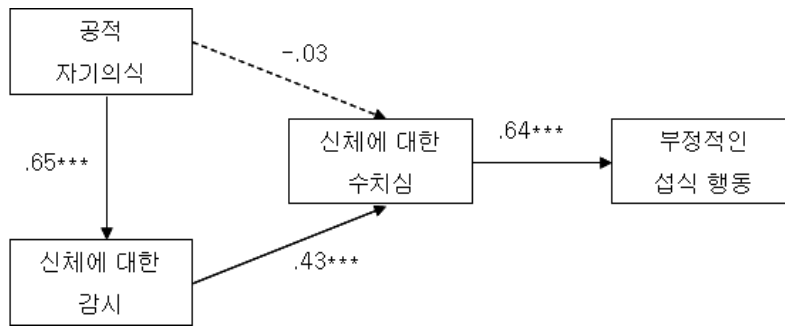 공적
자기의식
-.03
신체에 대한
수치심
.64***
부정적인
섭식 행동
.65***
신체에 대한
감시
.43***